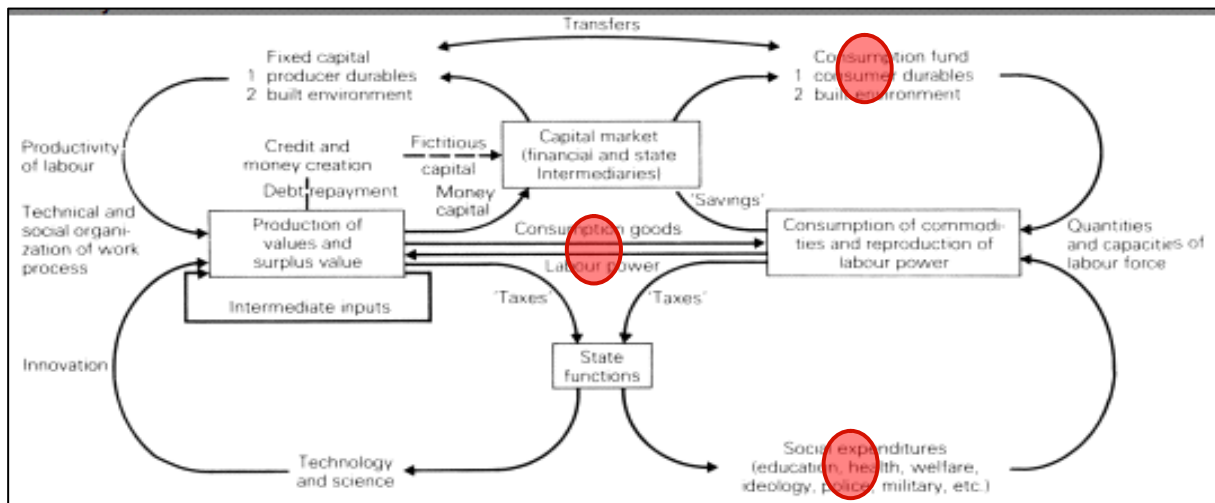 Transfers
Fixed capital
1 producer durables
2 built environment
Consumption fund
1 consumer durables
2 built environment
Productivity
of labour
Credit and
money creation
Debt repayment
Fictitious
capital
Money
capital
Capital market
(financial and state
Intermediaries)
'Savings'
Technical and
social organi-
zation of work
process
Production of
values and
surplus value
Consumption goods
Labour power
Consumption of commodi-
ties and reproduction of
labour power
Quantities
and capacities of
labour force
Intermediate inputs
'Taxes'
'Taxes'
Innovation
State
functions
Technology
and science
Social expenditures
(education, health, welfare,
ideology, police, military, etc.)